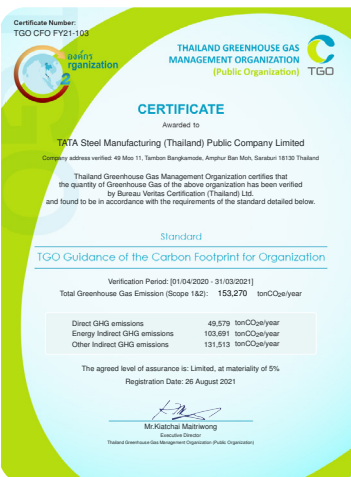 Certificate Number:
TGO CFO FY21-103
องค์กร
rganization
2
THAILAND GREENHOUSE GAS
MANAGEMENT ORGANIZATION
(Public Organization)
TGO
CERTIFICATE
Awarded to
TATA Steel Manufacturing (Thailand) Public Company Limited
Company address verified: 49 Moo 11, Tambon Bangkamode, Amphur Ban Moh, Saraburi 18130 Thailand
Thailand Greenhouse Gas Management Organization certifies that
the quantity of Greenhouse Gas of the above organization has been verified
by Bureau Veritas Certification (Thailand) Ltd.
and found to be in accordance with the requirements of the standard detailed below.
Standard
TGO Guidance of the Carbon Footprint for Organization
Verification Period: [01/04/2020 - 31/03/2021]
Total Greenhouse Gas Emission (Scope 1&2): 153,270 tonCO2e/year
Direct GHG emissions 49,579 tonCO2e/year
Energy Indirect GHG emissions 103,691 tonCO2e/year
Other Indirect GHG emissions 131,513 tonCO2e/year
The agreed level of assurance is: Limited, at materiality of 5%
Registration Date: 26 August 2021
Mr.Kiatchai Maitriwong
Executive Director
Thailand Greenhouse Gas Management Organization (Public Organization)